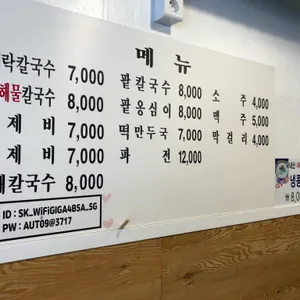 메 뉴
락칼국수 7,000
해물칼국수 8,000
제 비 7,000
제 비 7,000
칼국수 8,000
팥칼국수 7,000
팥옹심이 8,000
떡만두국 7,000
파 전 12,000
소 주 4,000
맥 주 5,000
막걸리 4,000
ID : SK_WiFiGIGA4B5A_5G
PW : AUT09@3717